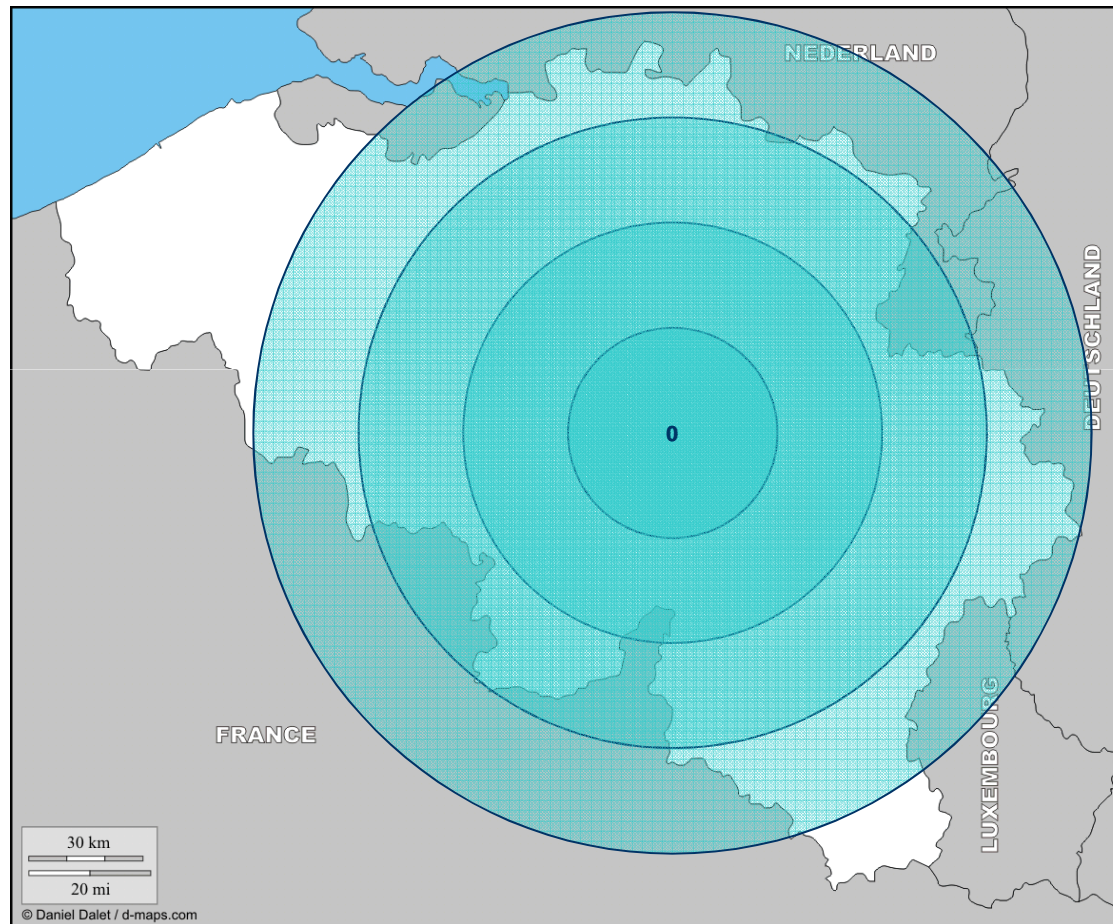 NEDERLAND
DEUTSCHLAND
0
FRANCE
LUXEMBOURG
30 km
20 mi
© Daniel Dalet / d-maps.com